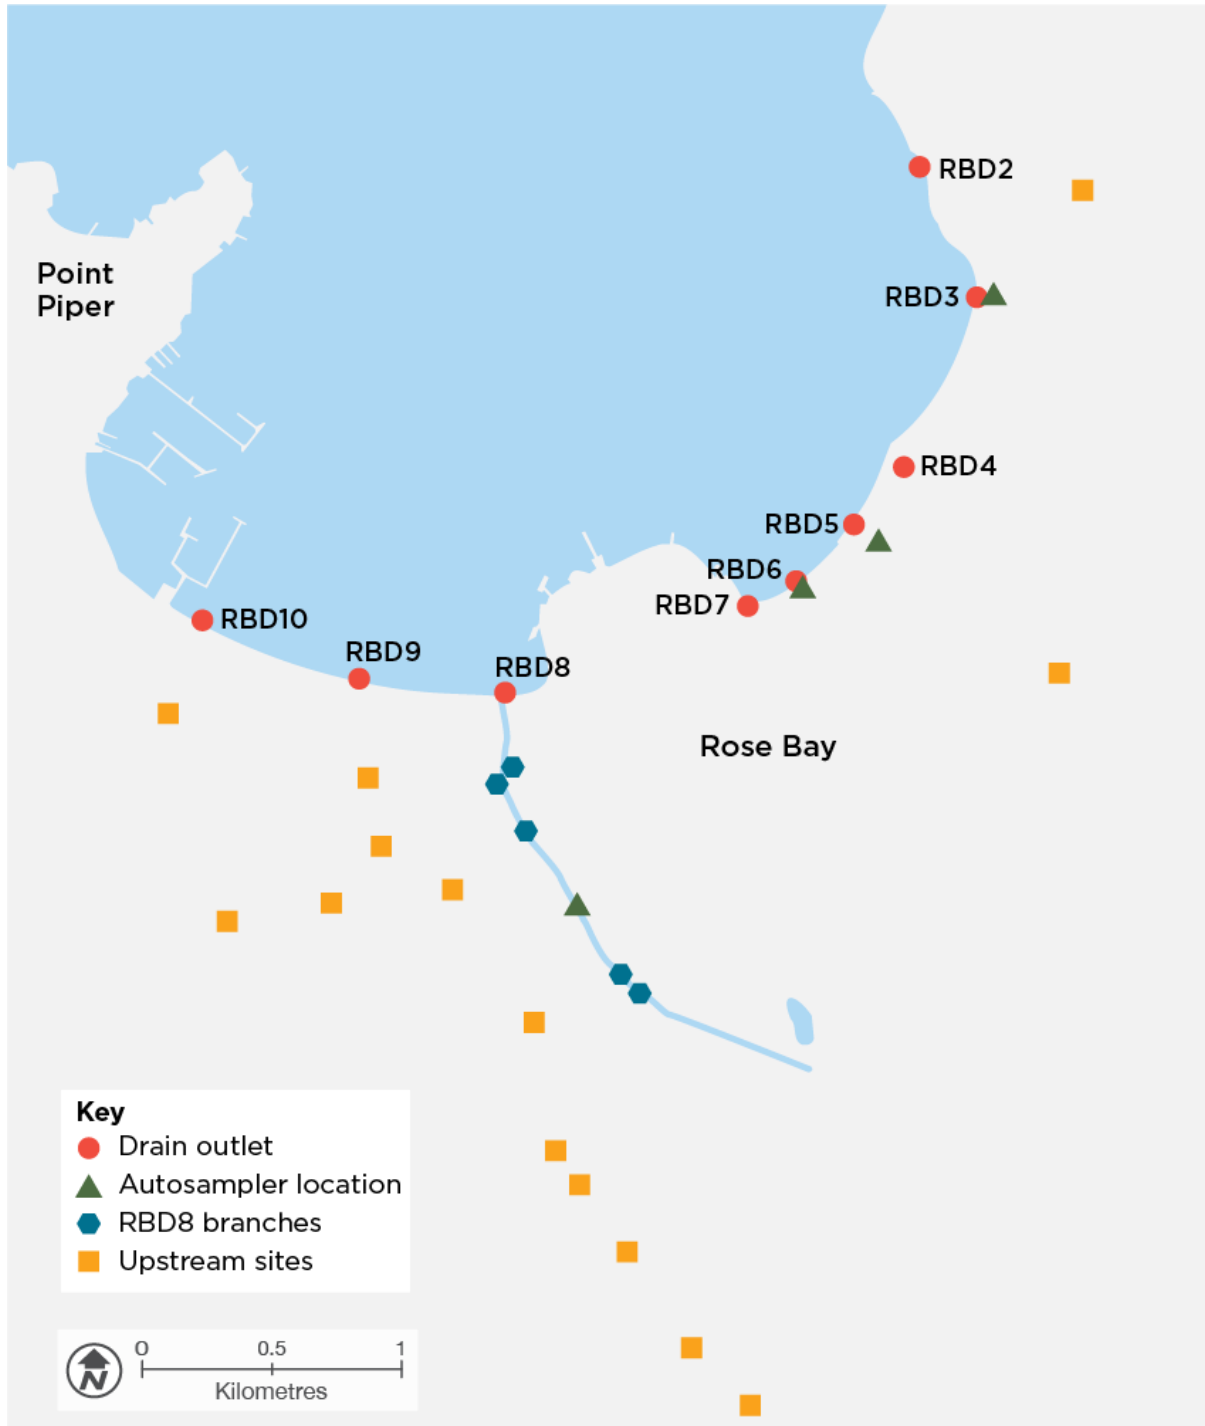 RBD2
Point
Piper
RBD3
RBD4
RBD5
RBD6
RBD7
RBD10
RBD9
RBD8
Rose Bay
Key
Drain outlet
Autosampler location
RBD8 branches
Upstream sites
N
0 0.5 1
Kilometres